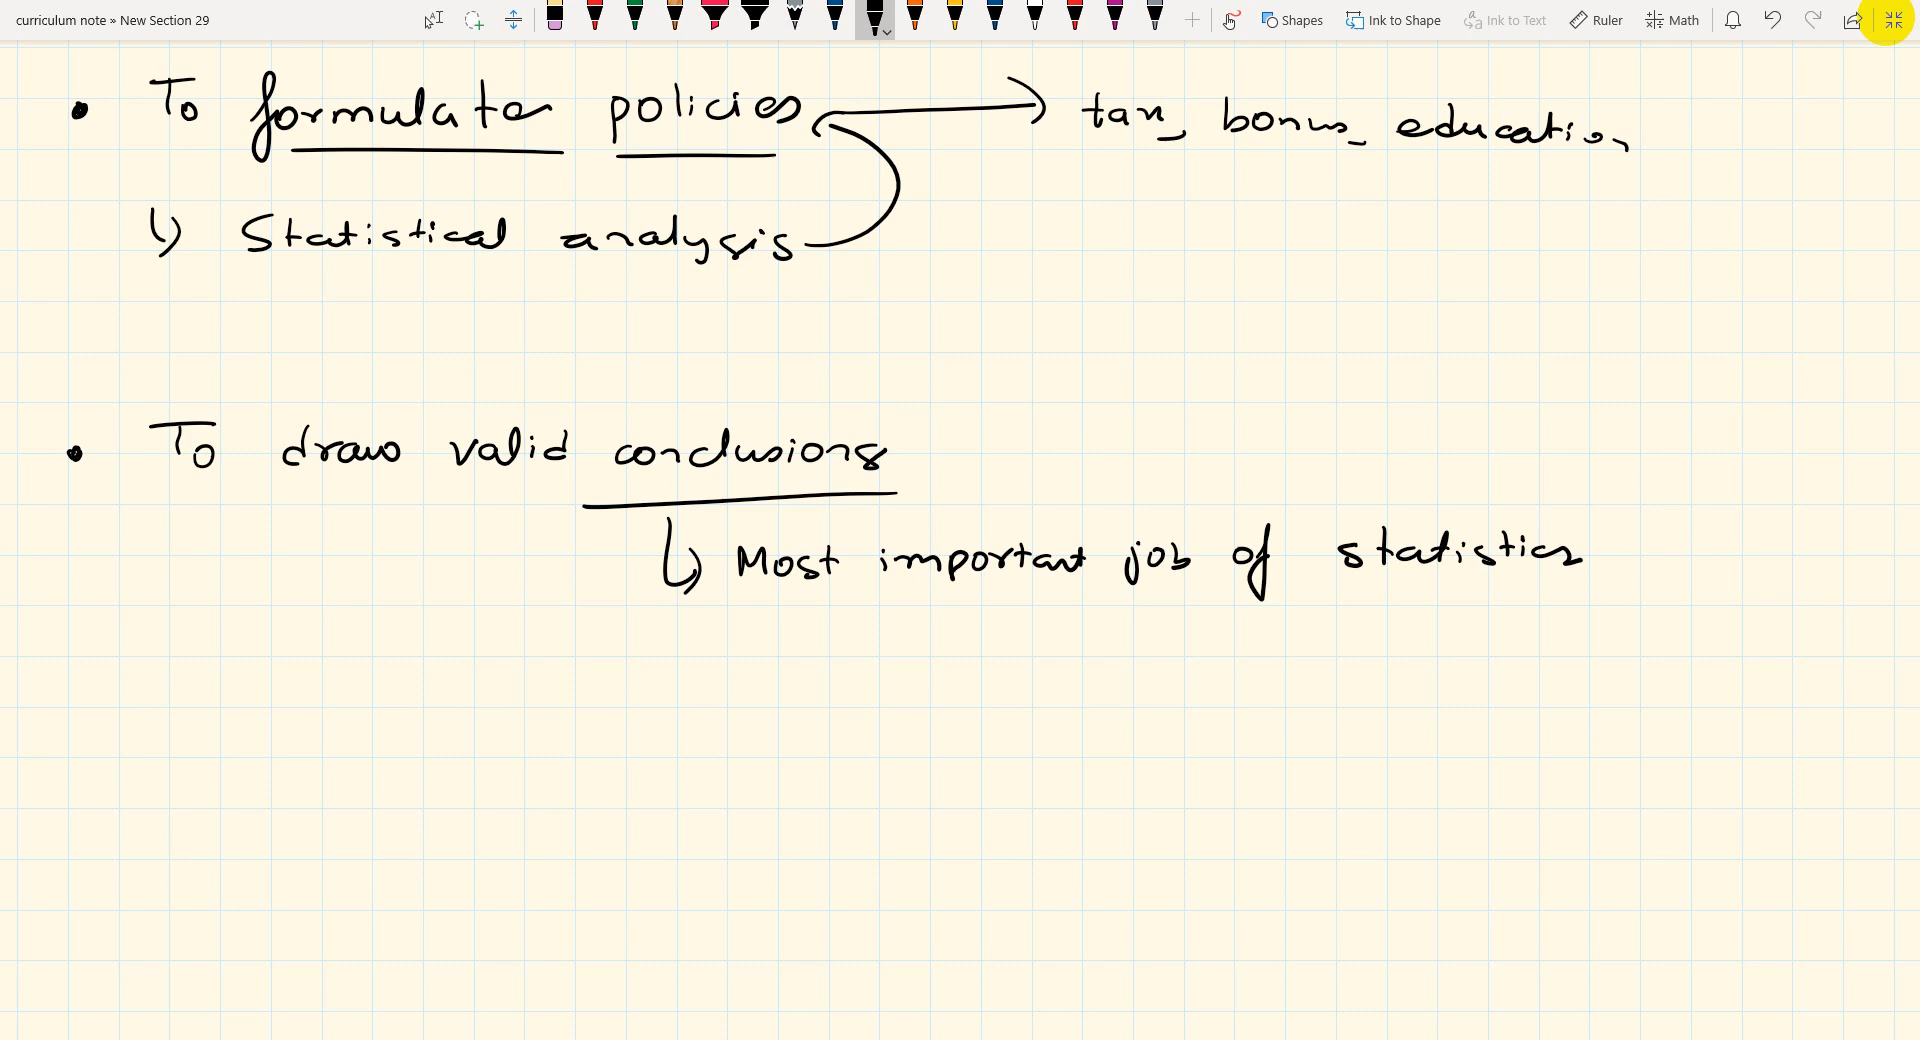 curriculum note » New Section 29
Shapes Ink to Shape Ink to Text Ruler Math
• To formulate policies → tax, bonus, education,
↳ Statistical analysis
• To draw valid conclusions
↳ Most important job of statistics